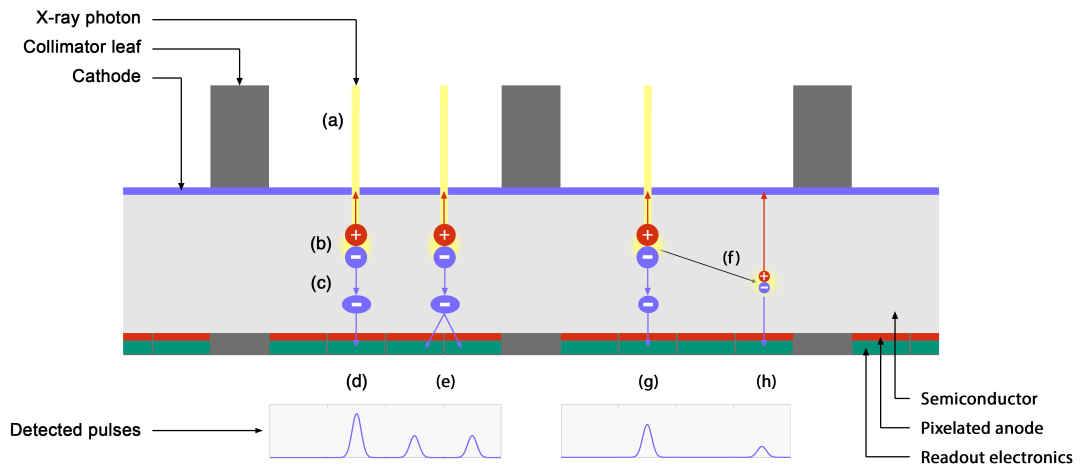 X-ray photon
Collimator leaf
Cathode
(a)
(b)
(c)
(f)
+
−
−
+
−
−
+
−
−
+
−
(d)
(e)
(g)
(h)
Semiconductor
Pixelated anode
Readout electronics
Detected pulses